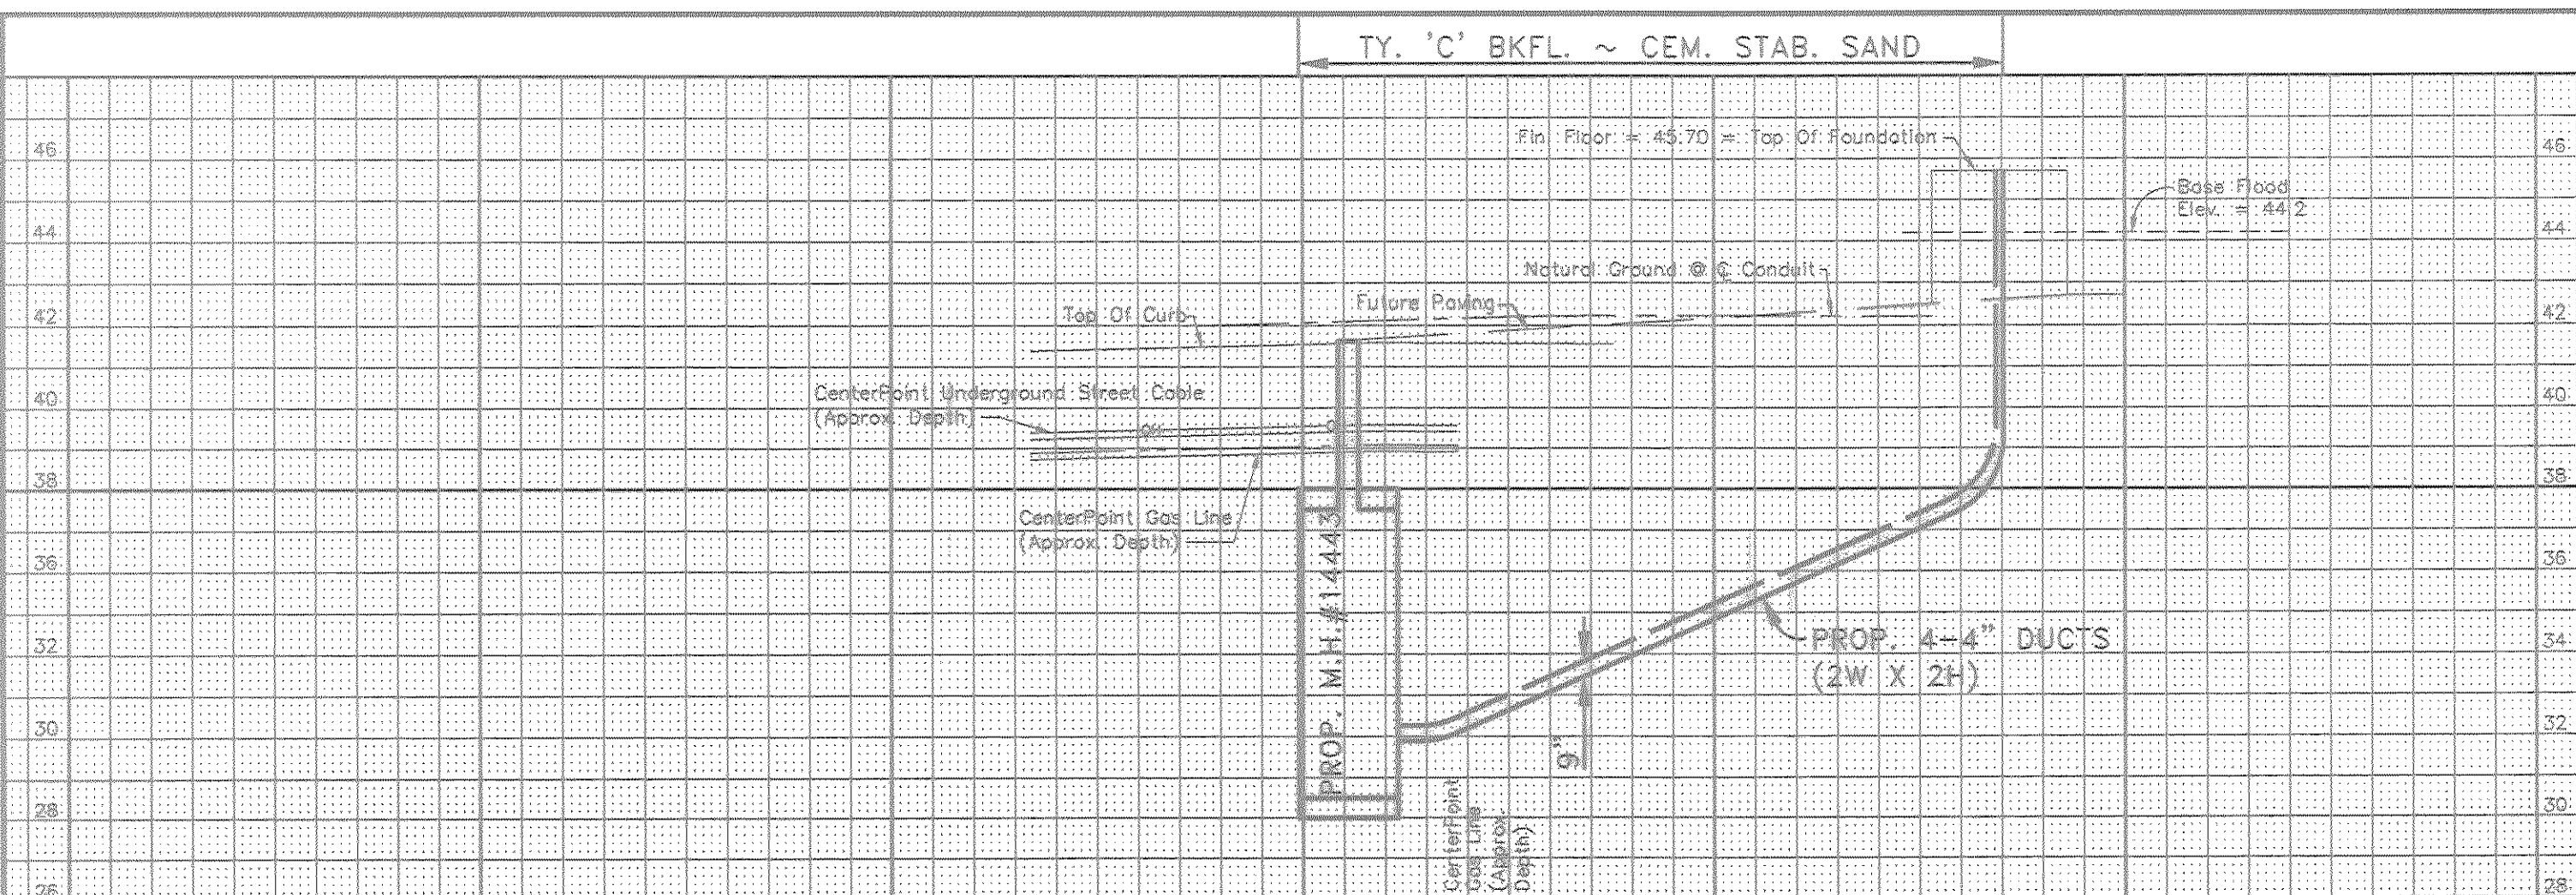 TY. 'C' BKFL. ~ CEM. STAB. SAND
Fin Floor = 45.70 = Top Of Foundation
46
46
Base Flood
Elev. = 44.2
44
44
Natural Ground @ ℄ Conduit
Future Paving
Top Of Curb
42
42
CenterPoint Underground Street Cable
(Approx. Depth)
40
40
38
38
CenterPoint Gas Line
(Approx. Depth)
36
36
PROP. M.H.#14443
32
34
PROP. 4-4" DUCTS
(2W X 2H)
30
32
9"
28
30
CenterPoint
Gas Line
(Approx.
Depth)
26
28